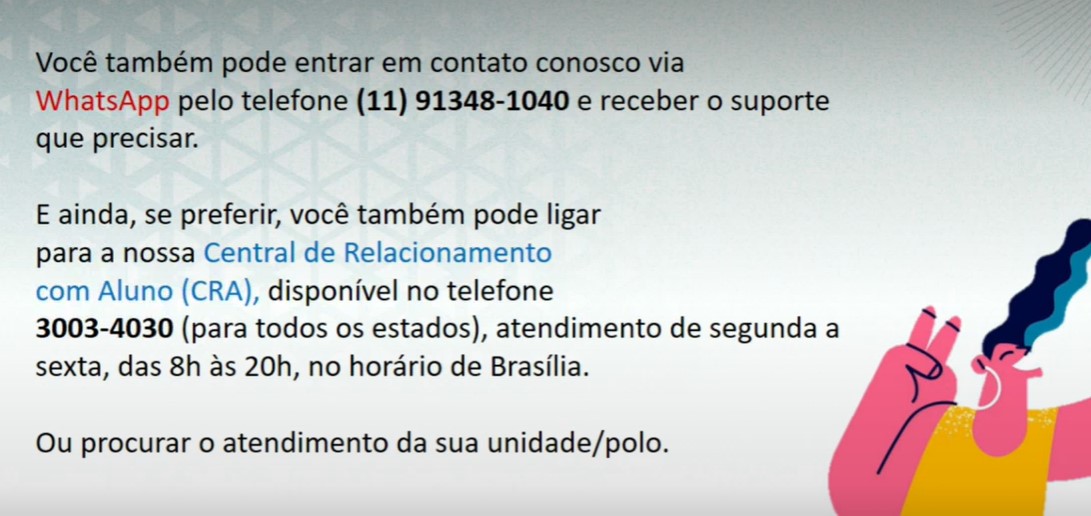 Você também pode entrar em contato conosco via
WhatsApp pelo telefone (11) 91348-1040 e receber o suporte
que precisar.
E ainda, se preferir, você também pode ligar
para a nossa Central de Relacionamento
com Aluno (CRA), disponível no telefone
3003-4030 (para todos os estados), atendimento de segunda a
sexta, das 8h às 20h, no horário de Brasília.
Ou procurar o atendimento da sua unidade/polo.